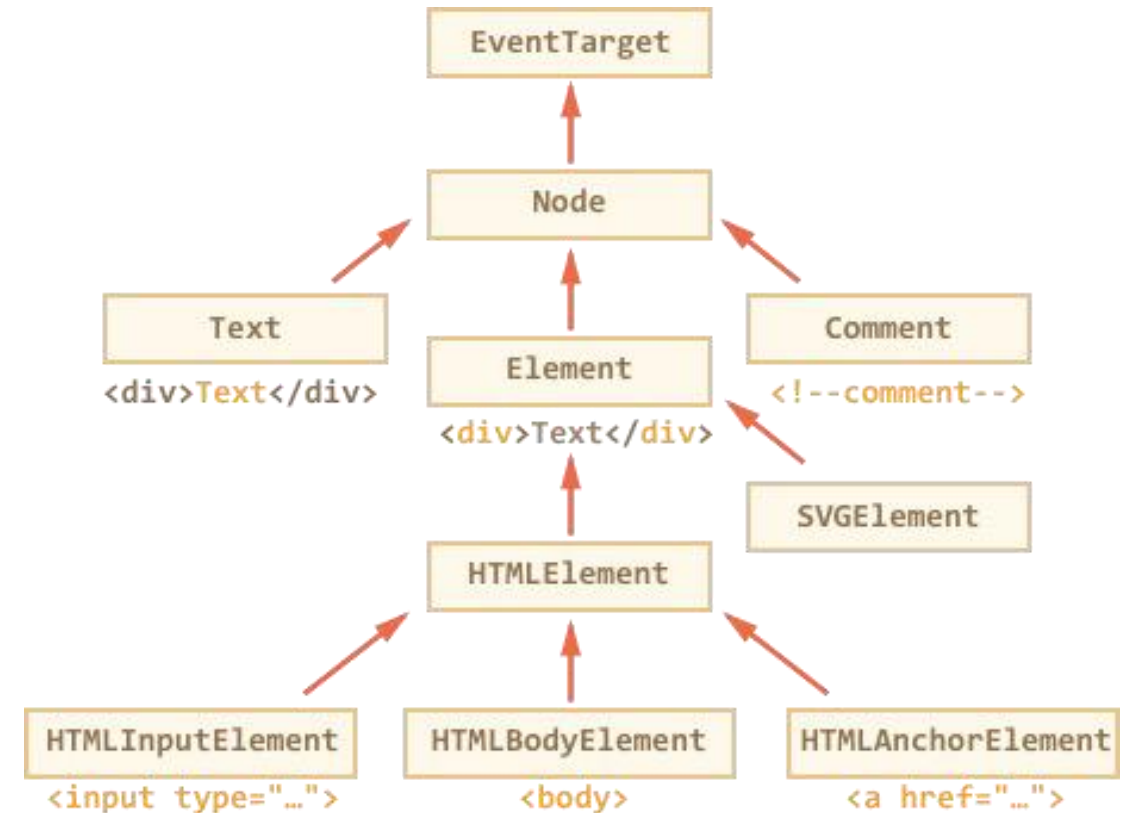 EventTarget
Node
Text
Comment
Element
<div>Text</div>
<!--comment-->
<div>Text</div>
SVGElement
HTMLElement
HTMLInputElement
HTMLBodyElement
HTMLAnchorElement
<input type="…">
<body>
<a href="…">